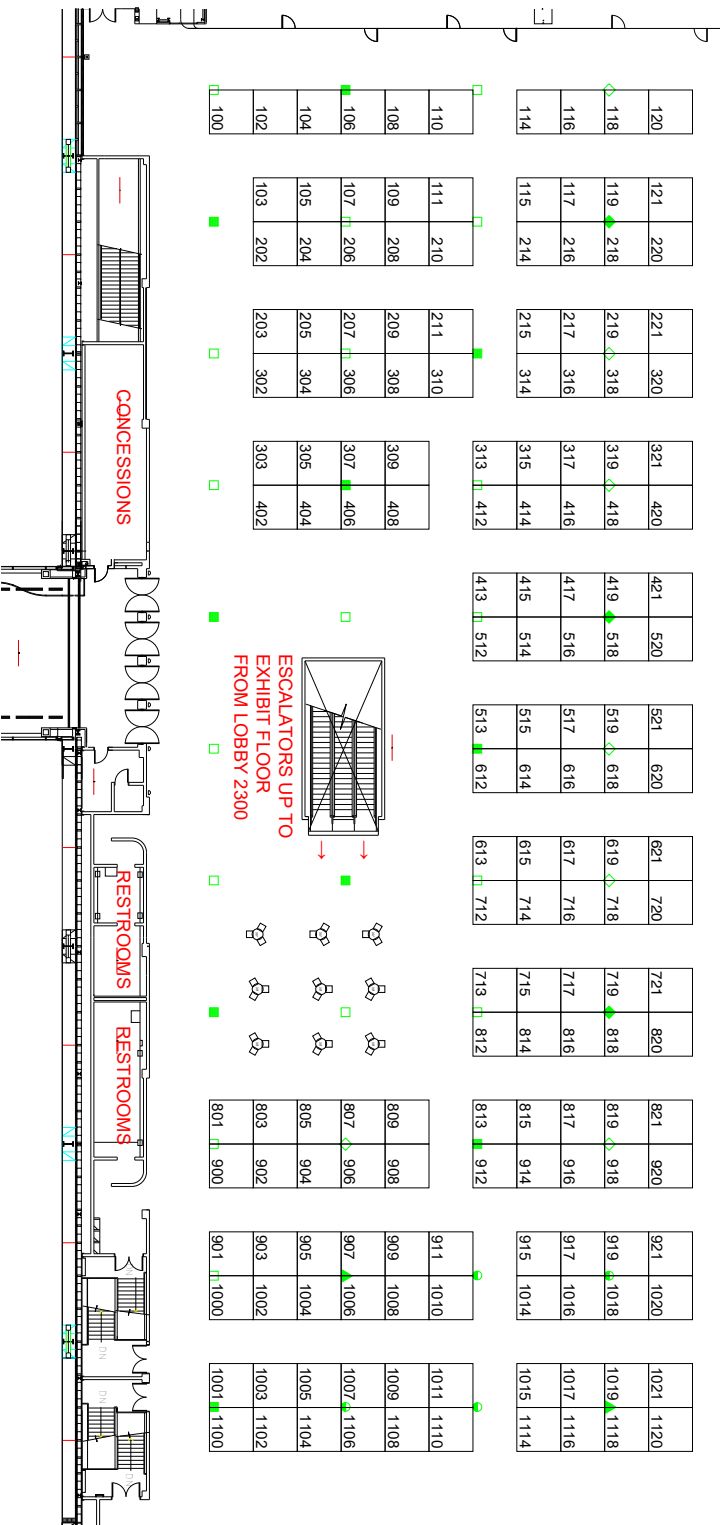 100 102 104 106 108 110 114 116 118 120
103 105 107 109 111 115 117 119 121
202 204 206 208 210 214 216 218 220
203 205 207 209 211 215 217 219 221
302 304 306 308 310 314 316 318 320
CONCESSIONS
303 305 307 309 313 315 317 319 321
402 404 406 408 412 414 416 418 420
413 415 417 419 421
512 514 516 518 520
ESCALATORS UP TO
EXHIBIT FLOOR
FROM LOBBY 2300
513 515 517 519 521
612 614 616 618 620
613 615 617 619 621
712 714 716 718 720
RESTROOMS
713 715 717 719 721
812 814 816 818 820
RESTROOMS
801 803 805 807 809 813 815 817 819 821
900 902 904 906 908 912 914 916 918 920
901 903 905 907 909 911 915 917 919 921
1000 1002 1004 1006 1008 1010 1014 1016 1018 1020
DN
DN
1001 1003 1005 1007 1009 1011 1015 1017 1019 1021
1100 1102 1104 1106 1108 1110 1114 1116 1118 1120
DN
DN